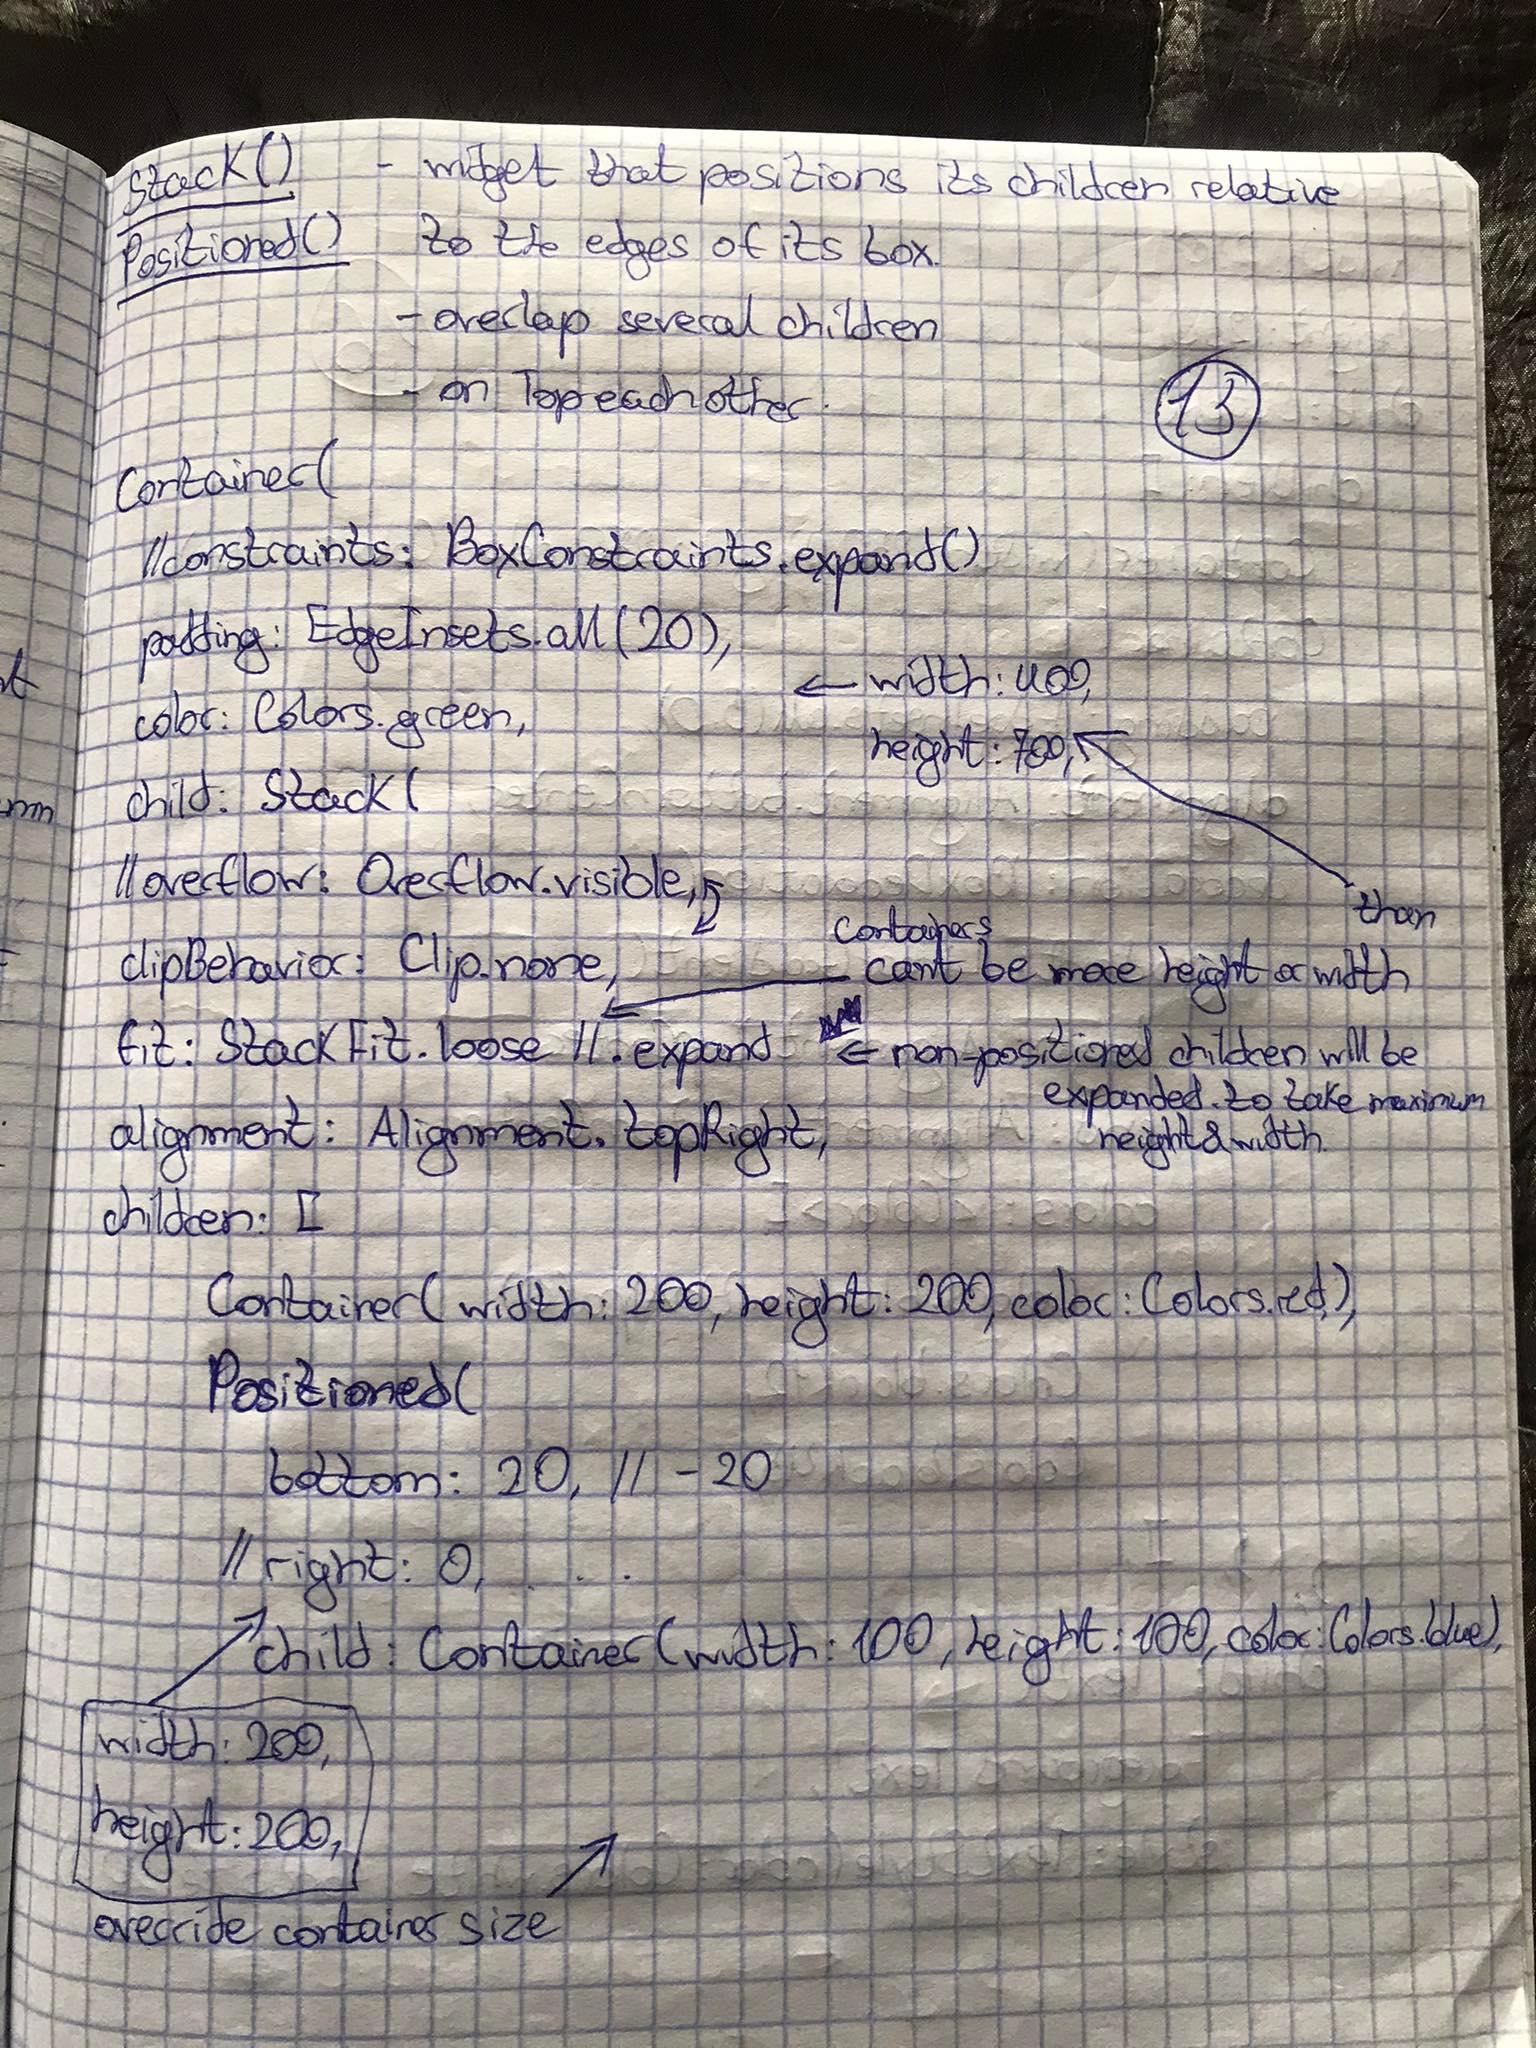 Stack() - widget that positions its children relative
Positioned() to the edges of its box.
- overlap several children
- on Top each other.
13
Container(
//constraints: BoxConstraints.expand()
padding: EdgeInsets.all(20),
← width: 400,
color: Colors.green,
height: 700,
child: Stack(
//overflow: Overflow.visible,
than
containers
clipBehavior: Clip.none, can't be more height or width
fit: StackFit.loose //.expand ← non-positioned children will be
expanded to take maximum
alignment: Alignment.topRight, height & width.
children: [
Container(width: 200, height: 200, color: Colors.red),
Positioned(
bottom: 20, // -20
//right: 0, . . .
child: Container(width: 100, height: 100, color: Colors.blue),
width: 200,
height: 200,
override container size